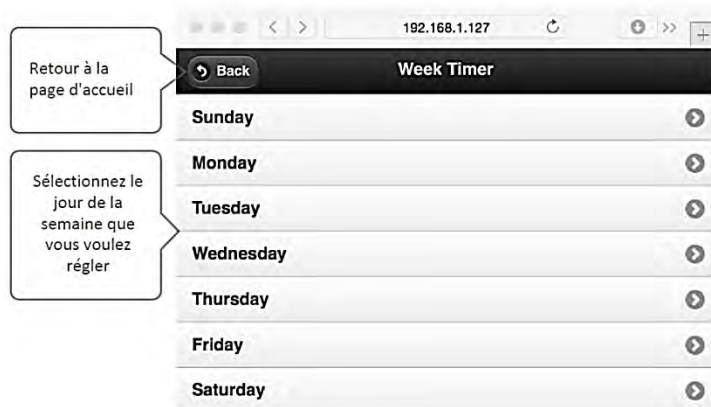 192.168.1.127
Retour à la
page d'accueil
Back
Week Timer
Sunday
Monday
Sélectionnez le
jour de la
semaine que
vous voulez
régler
Tuesday
Wednesday
Thursday
Friday
Saturday